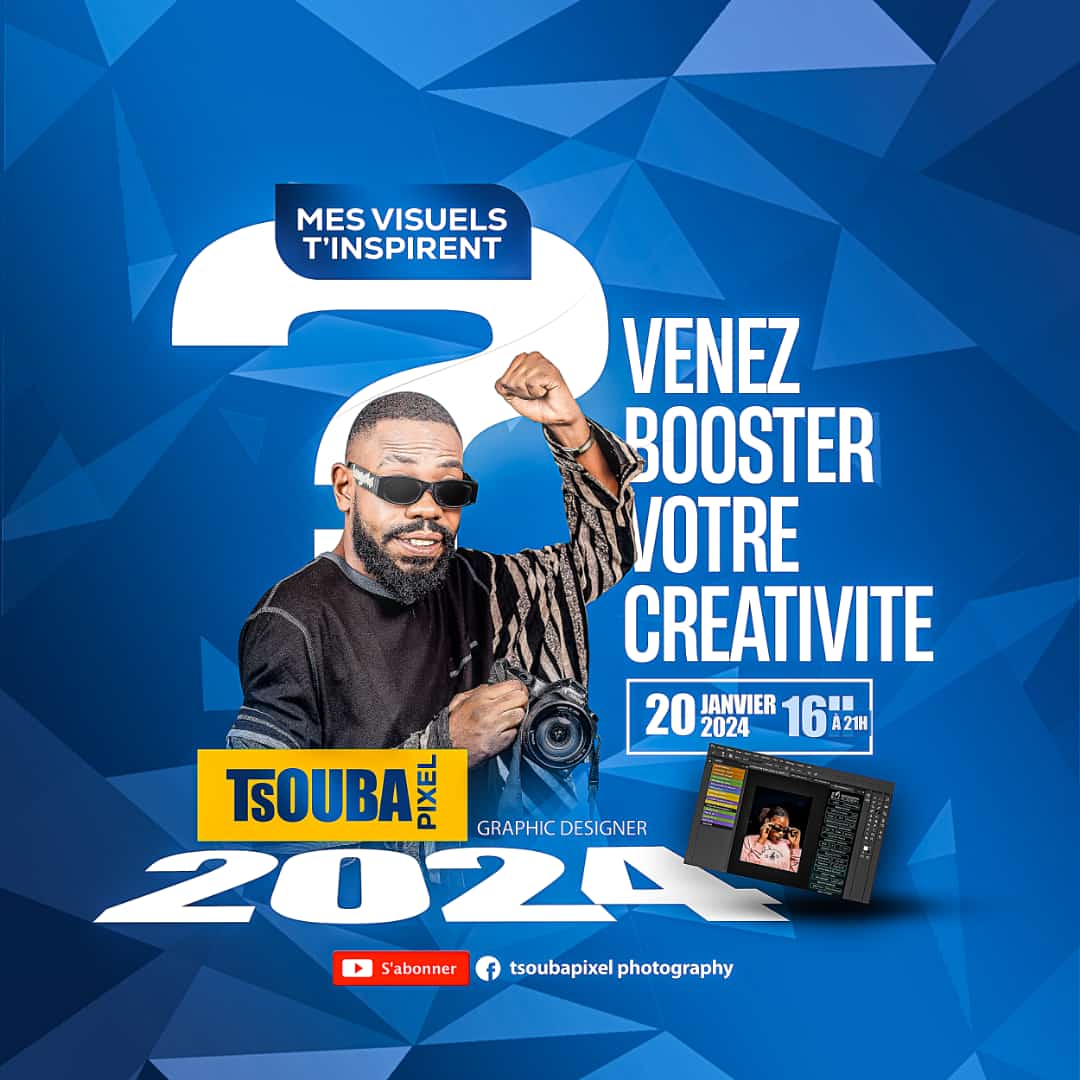 MES VISUELS
T'INSPIRENT
?
VENEZ
BOOSTER
VOTRE
CREATIVITE
20 JANVIER 2024 16" À 21H
TSOUBA PIXEL
GRAPHIC DESIGNER
2024
S'abonner
tsoubapixel photography